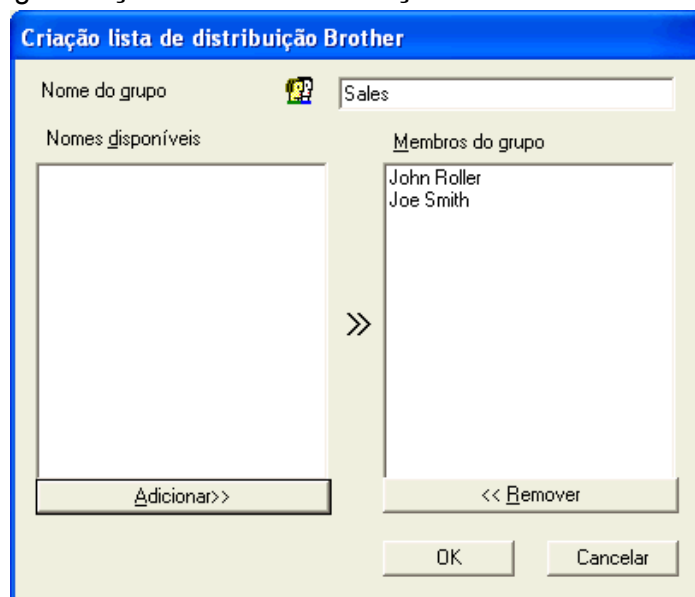 Criação lista de distribuição Brother
Nome do grupo
Sales
Nomes disponíveis
Membros do grupo
John Roller
Joe Smith
>>
Adicionar>>
<< Remover
OK
Cancelar